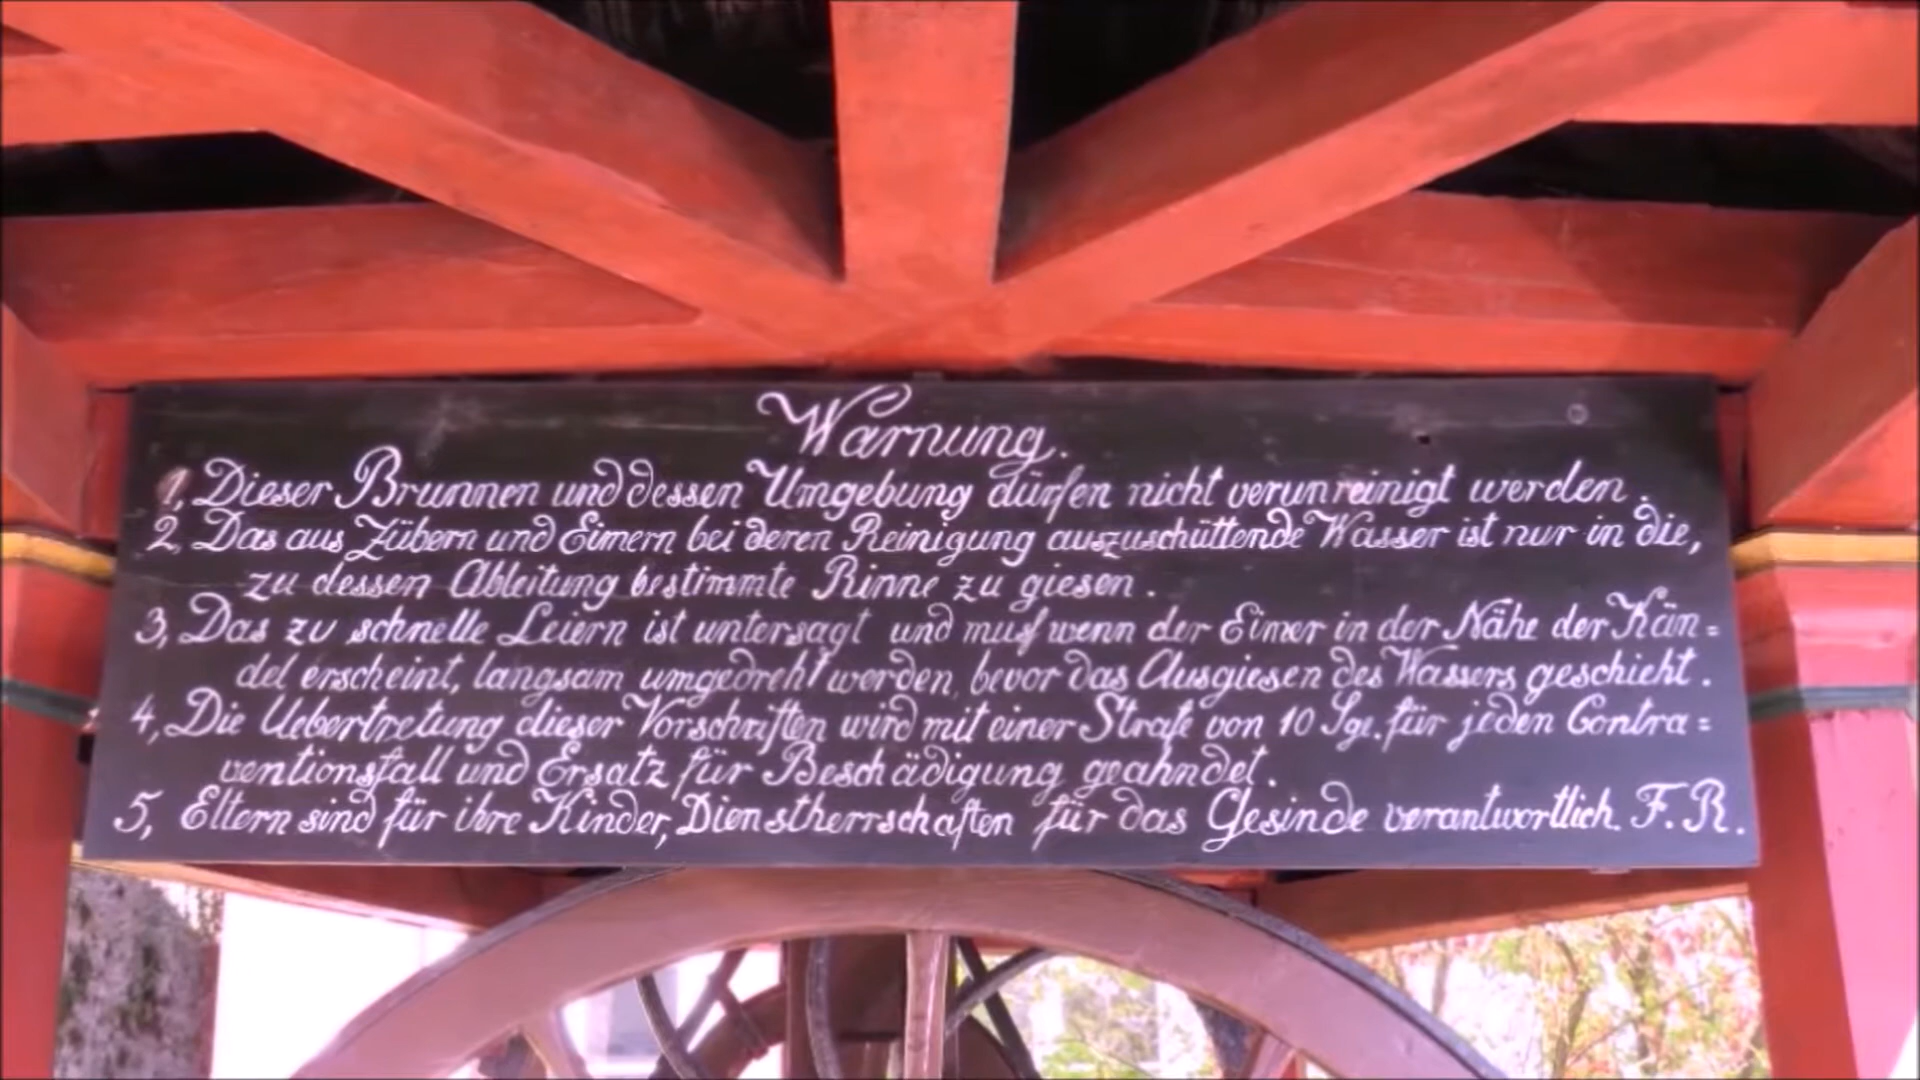 Warnung.
1, Dieser Brunnen und dessen Umgebung dürfen nicht verunreinigt werden.
2, Das aus Zübern und Eimern bei deren Reinigung auszuschüttende Wasser ist nur in die,
zu dessen Ableitung bestimmte Rinne zu giesen.
3, Das zu schnelle Leiern ist untersagt und muß wenn der Eimer in der Nähe der Kän=
del erscheint, langsam umgedreht werden, bevor das Ausgiesen des Wassers geschieht.
4, Die Uebertretung dieser Vorschriften wird mit einer Strafe von 10 Sgr. für jeden Contra=
ventionsfall und Ersatz für Beschädigung geahndet.
5, Eltern sind für ihre Kinder, Dienstherrschaften für das Gesinde verantwortlich. F. R.